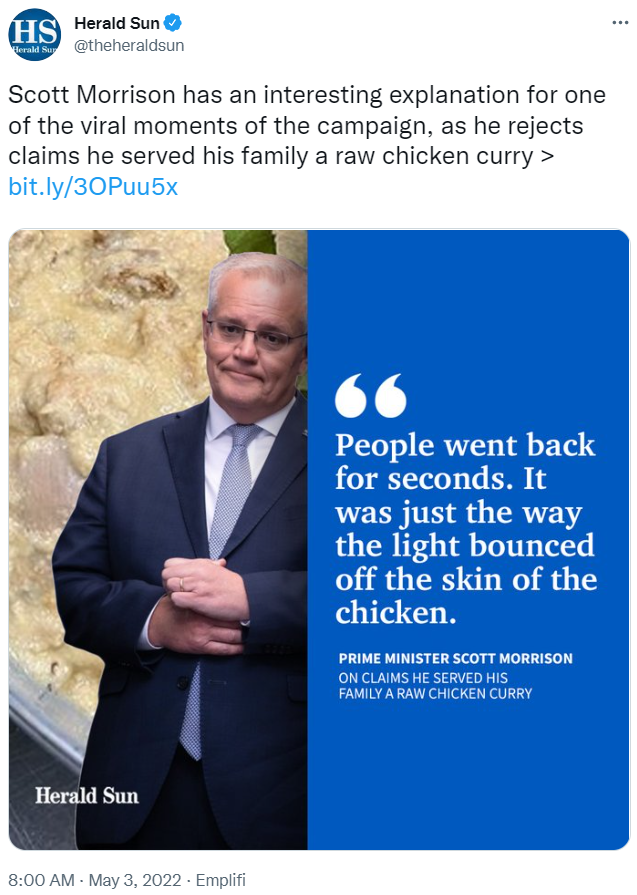 HS
Herald Sun
Herald Sun
@theheraldsun
Scott Morrison has an interesting explanation for one
of the viral moments of the campaign, as he rejects
claims he served his family a raw chicken curry >
bit.ly/3OPuu5x
“
People went back
for seconds. It
was just the way
the light bounced
off the skin of the
chicken.
PRIME MINISTER SCOTT MORRISON
ON CLAIMS HE SERVED HIS
FAMILY A RAW CHICKEN CURRY
Herald Sun
8:00 AM · May 3, 2022 · Emplifi